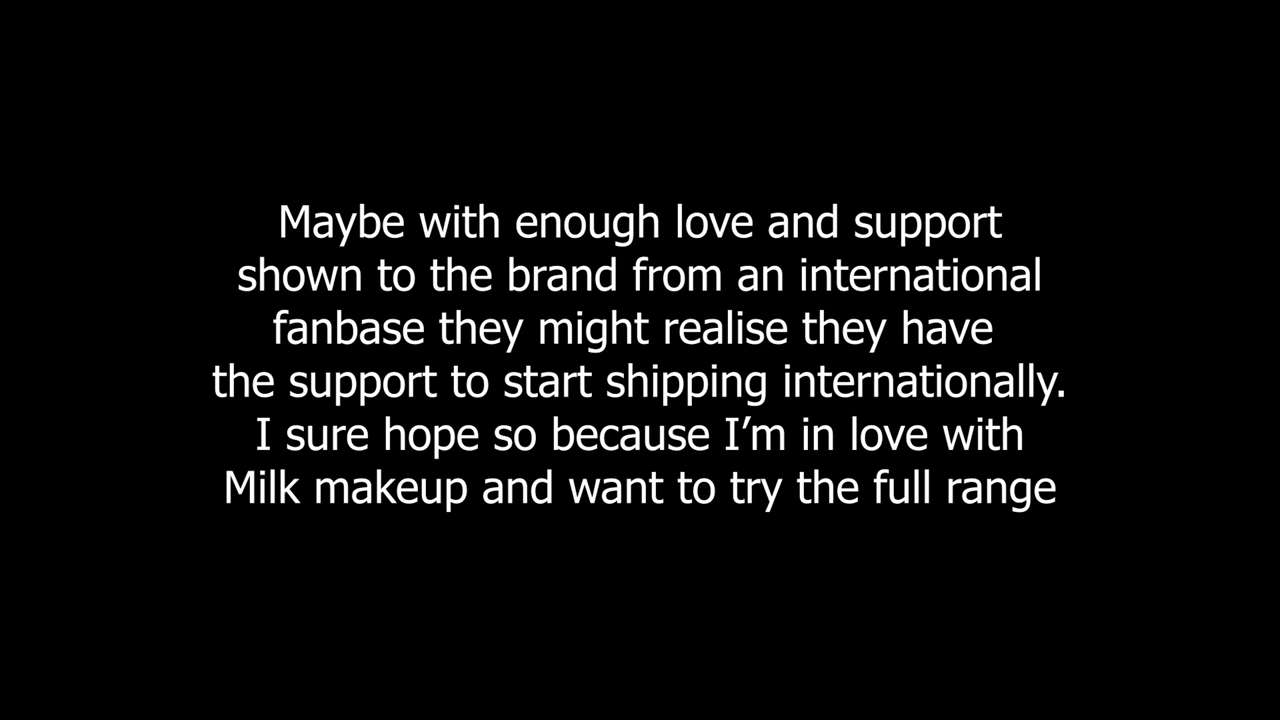 Maybe with enough love and support
shown to the brand from an international
fanbase they might realise they have
the support to start shipping internationally.
I sure hope so because I’m in love with
Milk makeup and want to try the full range